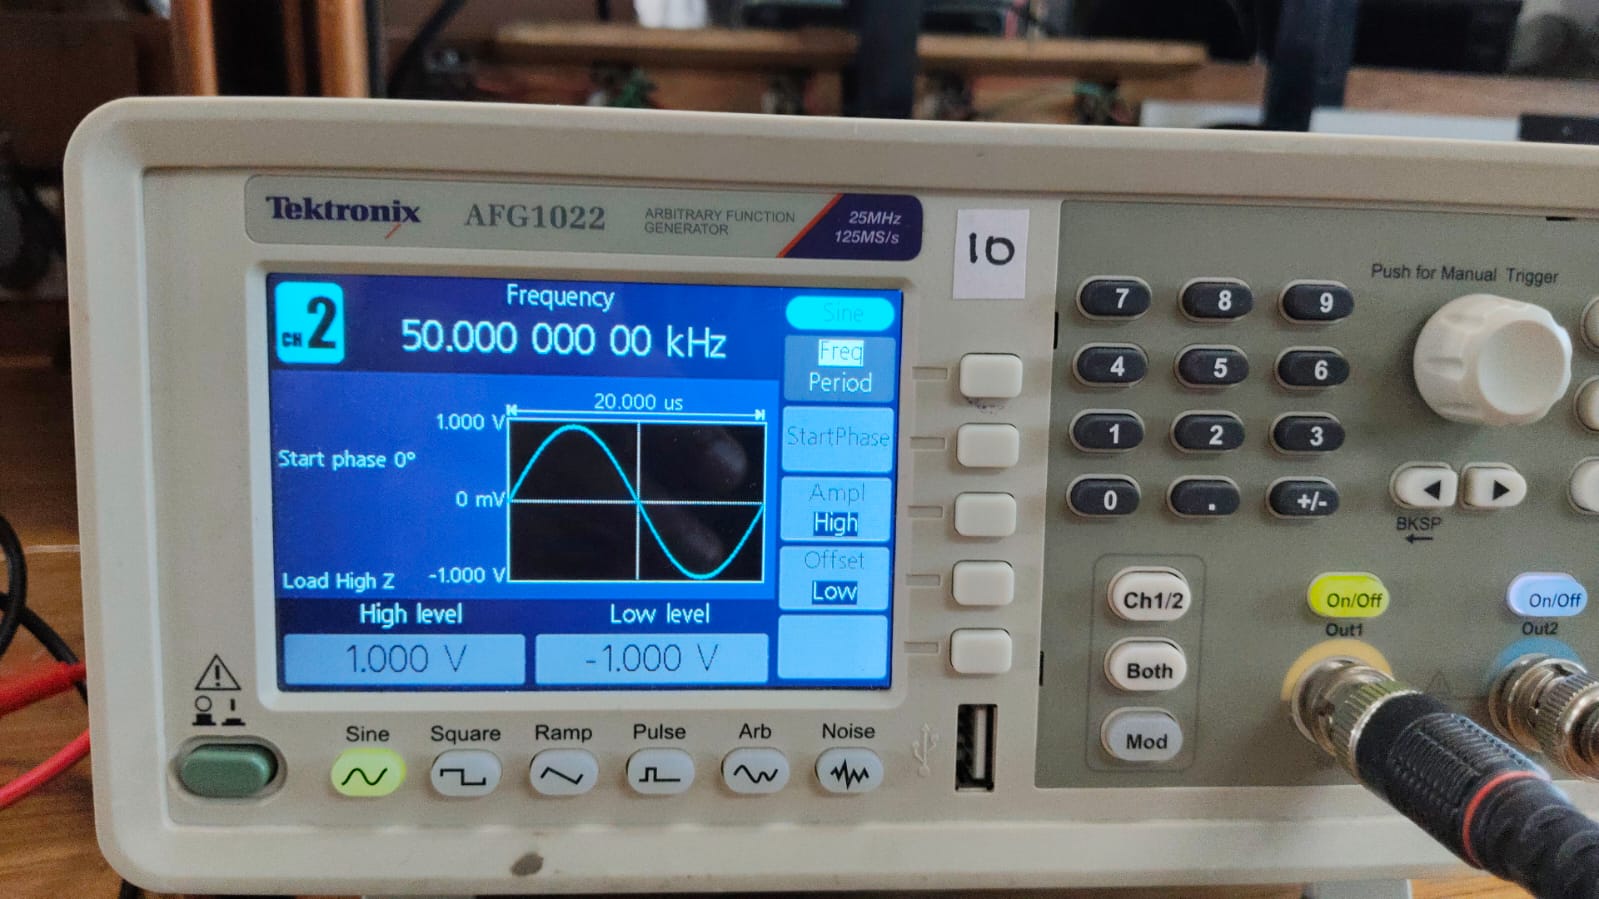 Tektronix AFG1022 ARBITRARY FUNCTION GENERATOR 25MHz 125MS/s
10
Push for Manual Trigger
CH 2
Frequency
50.000 000 00 kHz
Sine
Freq
Period
StartPhase
Ampl
High
Offset
Low
20.000 us
1.000 V
Start phase 0°
0 mV
Load High Z
-1.000 V
High level
Low level
1.000 V
-1.000 V
7 8 9
4 5 6
1 2 3
0 . +/-
BKSP
Ch1/2
Both
Mod
On/Off
Out1
On/Off
Out2
Sine
Square
Ramp
Pulse
Arb
Noise